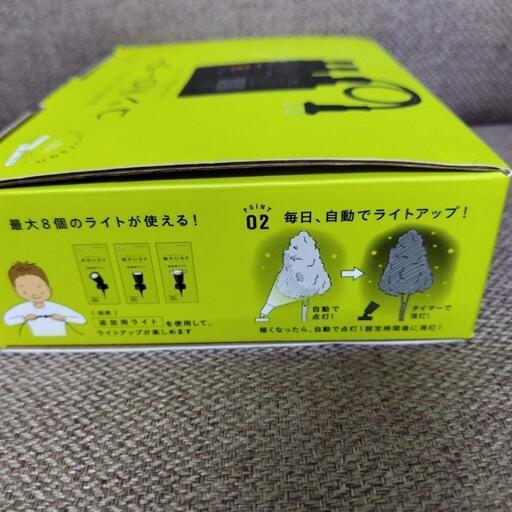 最大8個のライトが使える!
(別売)
追加用ライト を使用して、
ライトアップが楽しめます
POINT
02 毎日、自動でライトアップ!
自動で
点灯!
タイマーで
消灯!
暗くなったら、自動で点灯!設定時間後に消灯!